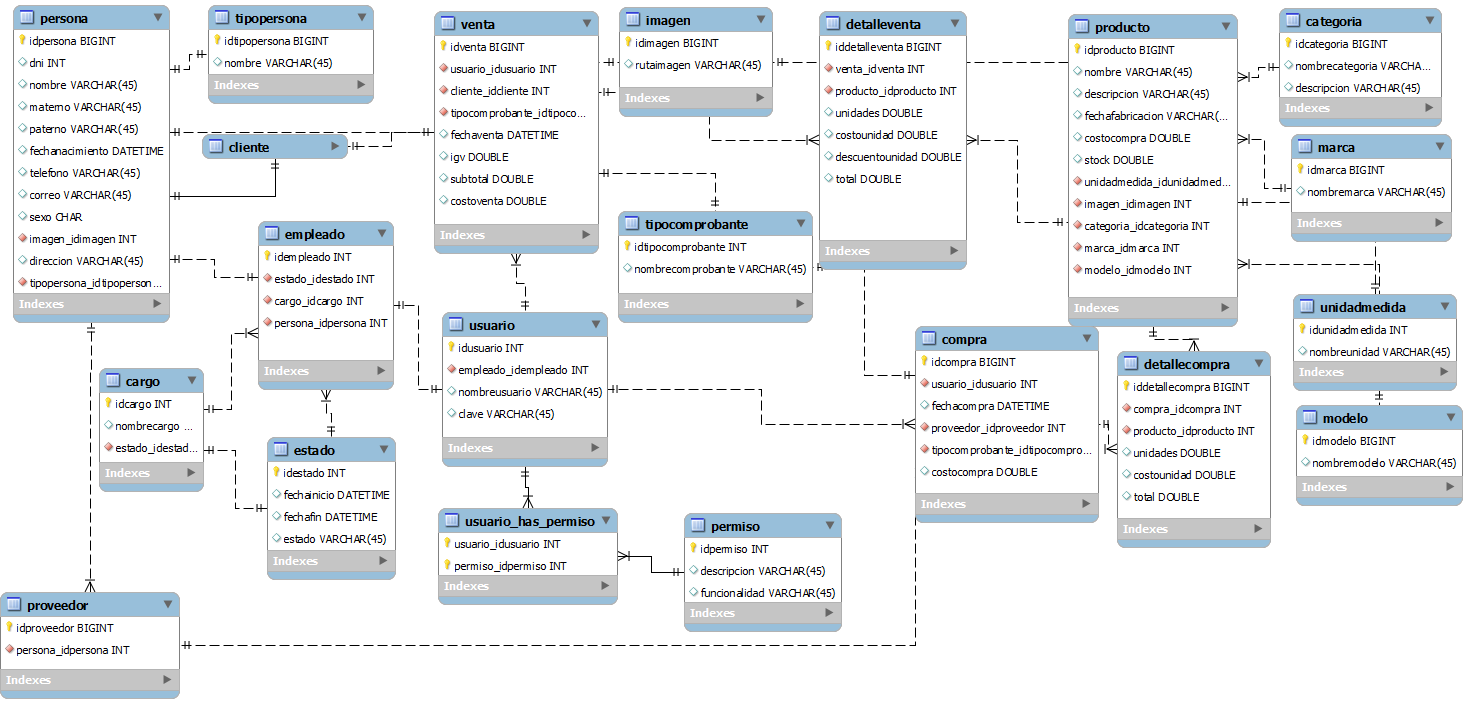 persona
idpersona BIGINT
dni INT
nombre VARCHAR(45)
materno VARCHAR(45)
paterno VARCHAR(45)
fechanacimiento DATETIME
telefono VARCHAR(45)
correo VARCHAR(45)
sexo CHAR
imagen_idimagen INT
direccion VARCHAR(45)
tipopersona_idtipoperson...
Indexes
tipopersona
idtipopersona BIGINT
nombre VARCHAR(45)
Indexes
cliente
venta
idventa BIGINT
usuario_idusuario INT
cliente_idcliente INT
tipocomprobante_idtipoco...
fechaventa DATETIME
igv DOUBLE
subtotal DOUBLE
costoventa DOUBLE
Indexes
imagen
idimagen BIGINT
rutaimagen VARCHAR(45)
Indexes
detalleventa
iddetalleventa BIGINT
venta_idventa INT
producto_idproducto INT
unidades DOUBLE
costounidad DOUBLE
descuentounidad DOUBLE
total DOUBLE
Indexes
producto
idproducto BIGINT
nombre VARCHAR(45)
descripcion VARCHAR(45)
fechafabricacion VARCHAR(...
costocompra DOUBLE
stock DOUBLE
unidadmedida_idunidadmed...
imagen_idimagen INT
categoria_idcategoria INT
marca_idmarca INT
modelo_idmodelo INT
Indexes
categoria
idcategoria BIGINT
nombrecategoria VARCHA...
descripcion VARCHAR(45)
Indexes
marca
idmarca BIGINT
nombremarca VARCHAR(45)
Indexes
tipocomprobante
idtipocomprobante INT
nombrecomprobante VARCHAR(45)
Indexes
empleado
idempleado INT
estado_idestado INT
cargo_idcargo INT
persona_idpersona INT
Indexes
usuario
idusuario INT
empleado_idempleado INT
nombreusuario VARCHAR(45)
clave VARCHAR(45)
Indexes
compra
idcompra BIGINT
usuario_idusuario INT
fechacompra DATETIME
proveedor_idproveedor INT
tipocomprobante_idtipocompro...
costocompra DOUBLE
Indexes
detallecompra
iddetallecompra BIGINT
compra_idcompra INT
producto_idproducto INT
unidades DOUBLE
costounidad DOUBLE
total DOUBLE
Indexes
unidadmedida
idunidadmedida INT
nombreunidad VARCHAR(45)
Indexes
modelo
idmodelo BIGINT
nombremodelo VARCHAR(45)
Indexes
cargo
idcargo INT
nombrecargo ...
estado_idestad...
Indexes
estado
idestado INT
fechainicio DATETIME
fechafin DATETIME
estado VARCHAR(45)
Indexes
usuario_has_permiso
usuario_idusuario INT
permiso_idpermiso INT
Indexes
permiso
idpermiso INT
descripcion VARCHAR(45)
funcionalidad VARCHAR(45)
Indexes
proveedor
idproveedor BIGINT
persona_idpersona INT
Indexes